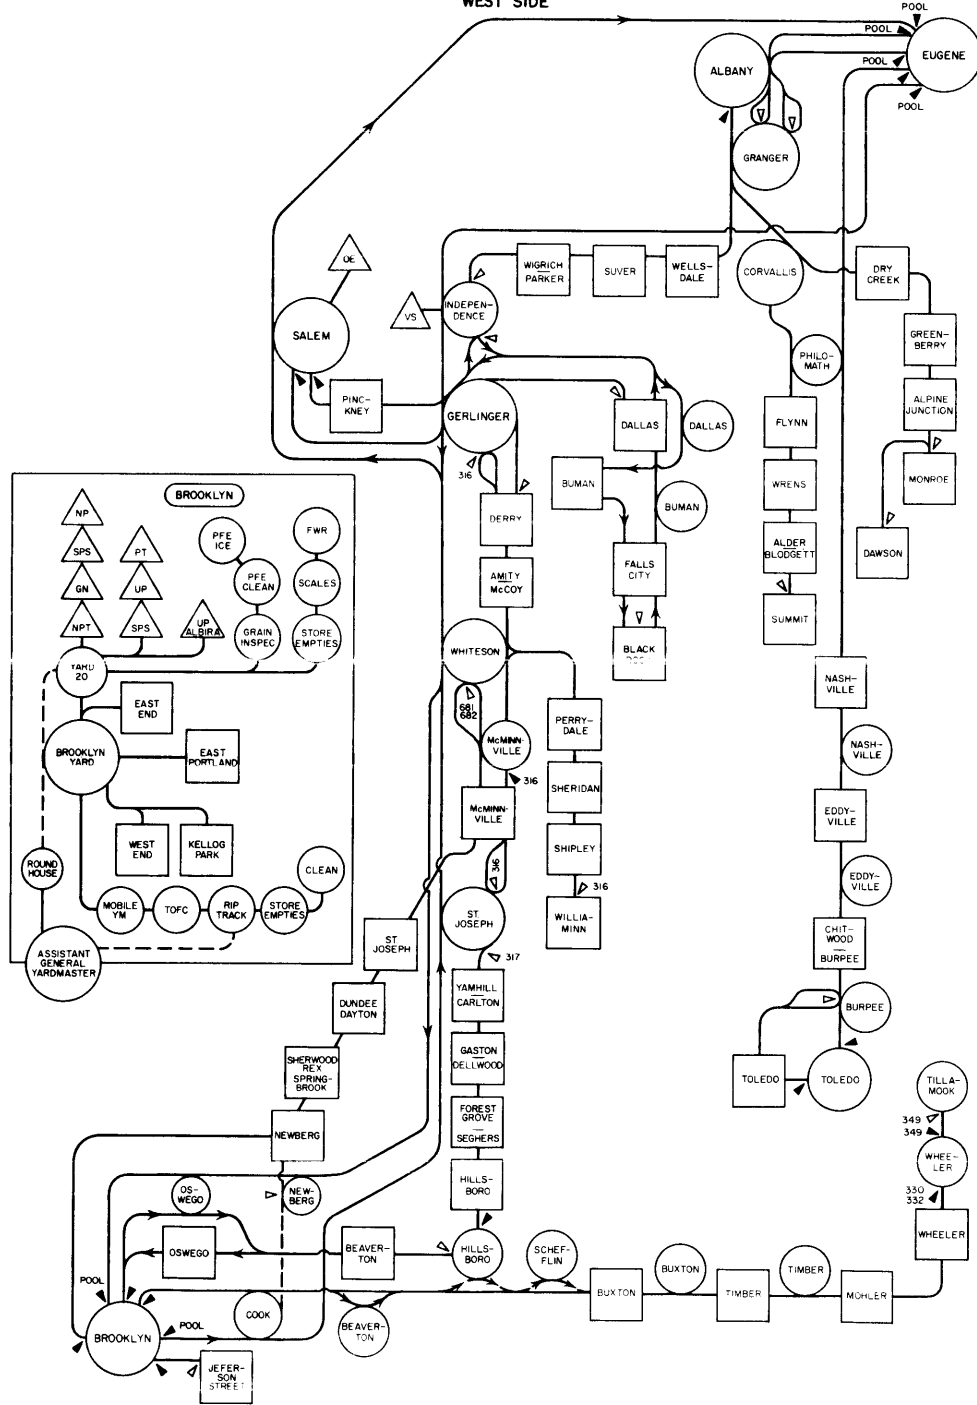 WEST SIDE
POOL
POOL
EUGENE
ALBANY
POOL
POOL
GRANGER
OE
WIGRICH
PARKER
SUVER
WELLS-
DALE
CORVALLIS
DRY
CREEK
VS
INDEPEN-
DENCE
SALEM
GREEN-
BERRY
PHILO-
MATH
PINC-
KNEY
GERLINGER
DALLAS
DALLAS
FLYNN
ALPINE
JUNCTION
316
BUMAN
WRENS
MONROE
BROOKLYN
DERRY
BUMAN
NP
PFE
ICE
FWR
ALDER
BLODGETT
DAWSON
SPS
PT
FALLS
CITY
PFE
CLEAN
SCALES
AMITY
McCOY
GN
UP
SUMMIT
NPT
SPS
UP
ALBIRA
GRAIN
INSPEC
STORE
EMPTIES
WHITESON
BLACK
20
EAST
END
681
682
NASH-
VILLE
PERRY-
DALE
McMINN-
VILLE
BROOKLYN
YARD
EAST
PORTLAND
NASH-
VILLE
316
SHERIDAN
McMINN-
VILLE
EDDY-
VILLE
WEST
END
KELLOG
PARK
SHIPLEY
ROUND
HOUSE
CLEAN
316
316
EDDY-
VILLE
MOBILE
YM
TOFC
RIP
TRACK
STORE
EMPTIES
ST.
JOSEPH
WILLIA-
MINN
ST.
JOSEPH
CHIT-
WOOD
BURPEE
ASSISTANT
GENERAL
YARDMASTER
317
YAMHILL
CARLTON
DUNDEE
DAYTON
BURPEE
GASTON
DELLWOOD
SHERWOOD
REX
SPRING-
BROOK
TOLEDO
TOLEDO
TILLA-
MOOK
FOREST
GROVE
SEGHERS
349
349
NEWBERG
WHEE-
LER
HILLS-
BORO
OS-
WEGO
NEW-
BERG
330
332
OSWEGO
BEAVER-
TON
HILLS-
BORO
SCHEF-
FLIN
WHEELER
POOL
BUXTON
TIMBER
BUXTON
TIMBER
MOHLER
COOK
POOL
BROOKLYN
BEAVER-
TON
JEFER-
SON
STREET